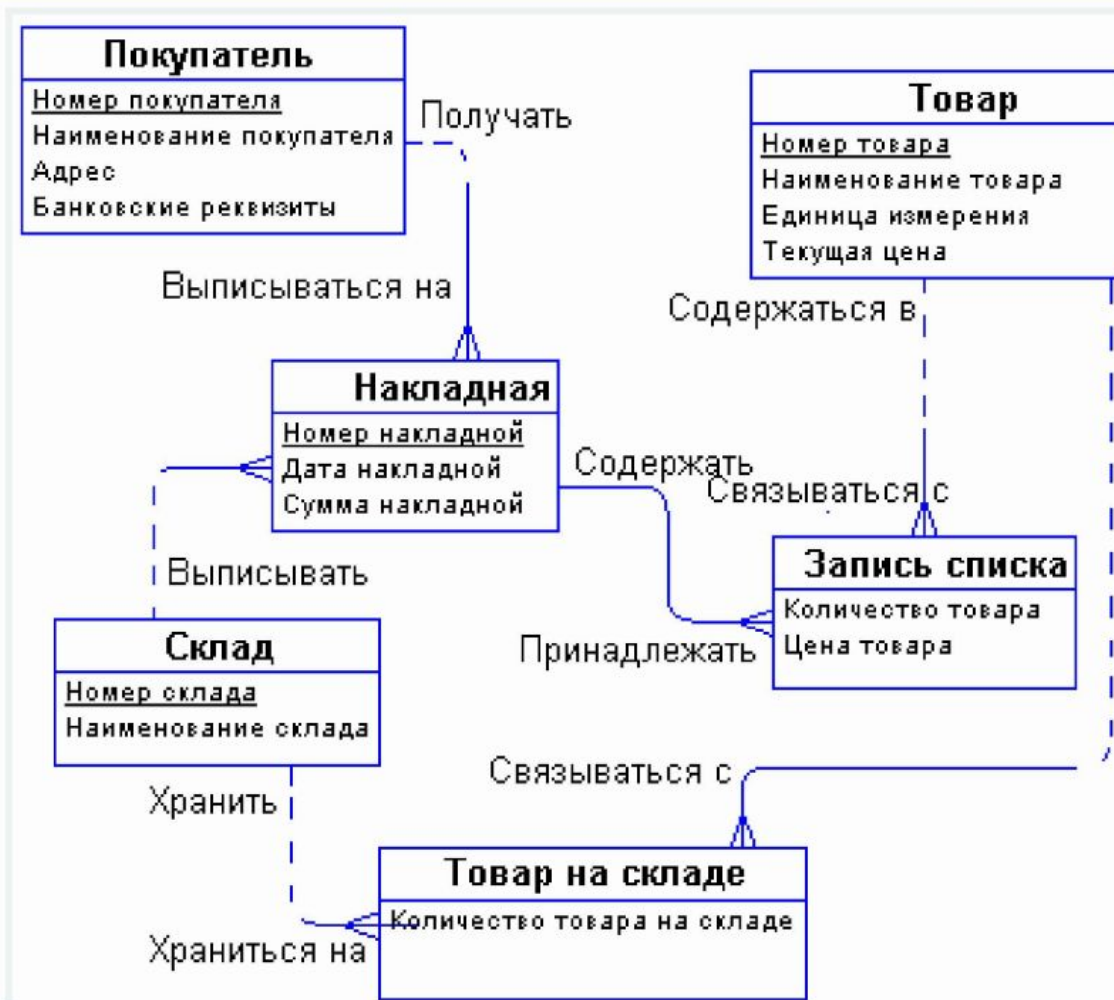 Покупатель
Номер покупателя
Наименование покупателя
Адрес
Банковские реквизиты
Получать
Выписываться на
Товар
Номер товара
Наименование товара
Единица измерения
Текущая цена
Содержаться в
Накладная
Номер накладной
Дата накладной
Сумма накладной
Содержать
Связываться с
Выписывать
Запись списка
Количество товара
Цена товара
Принадлежать
Склад
Номер склада
Наименование склада
Хранить
Связываться с
Товар на складе
Количество товара на складе
Храниться на